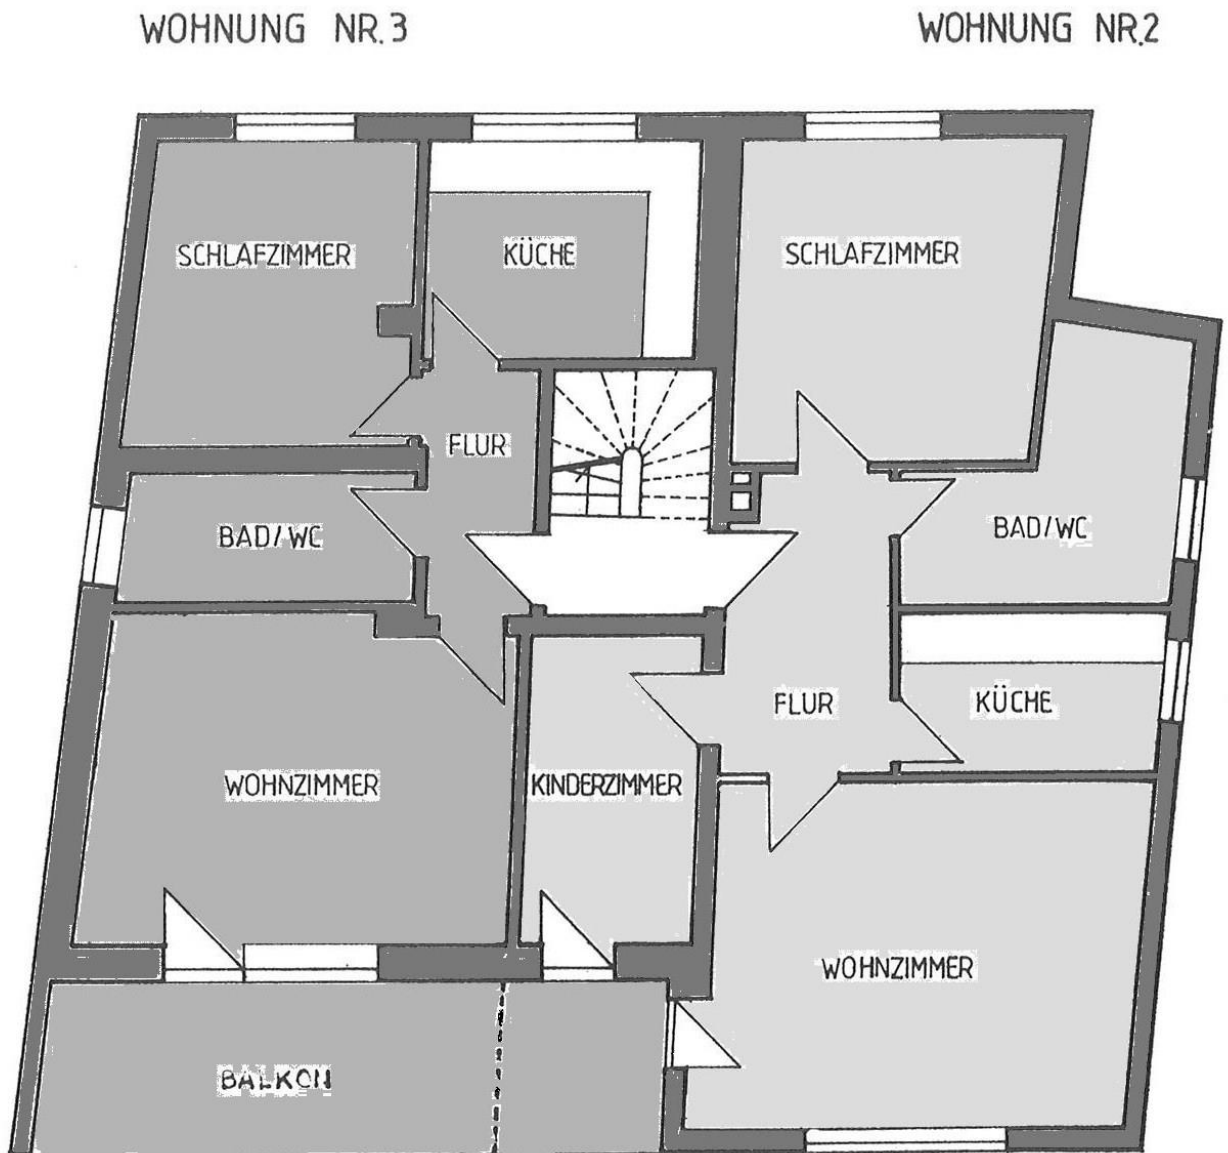 WOHNUNG NR.3
WOHNUNG NR.2
SCHLAFZIMMER
KÜCHE
SCHLAFZIMMER
FLUR
BAD/WC
BAD/WC
FLUR
KÜCHE
WOHNZIMMER
KINDERZIMMER
WOHNZIMMER
BALKON